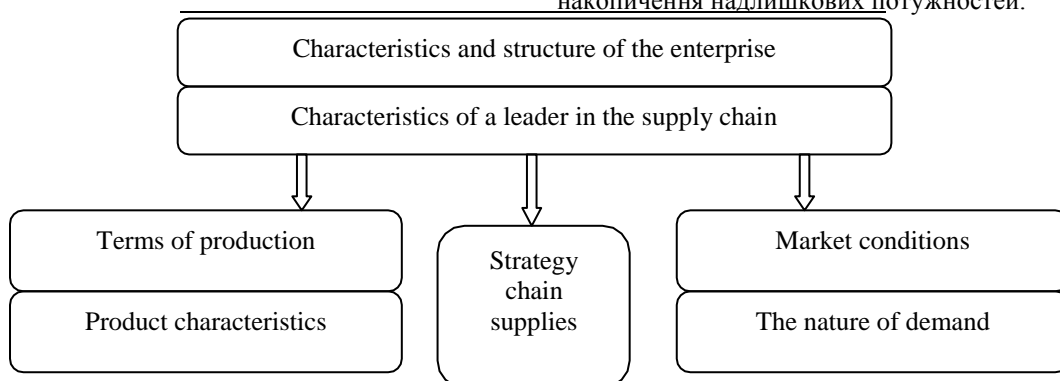 накопичення надлишкових потужностей.
Characteristics and structure of the enterprise
Characteristics of a leader in the supply chain
Terms of production
Product characteristics
Strategy
chain
supplies
Market conditions
The nature of demand